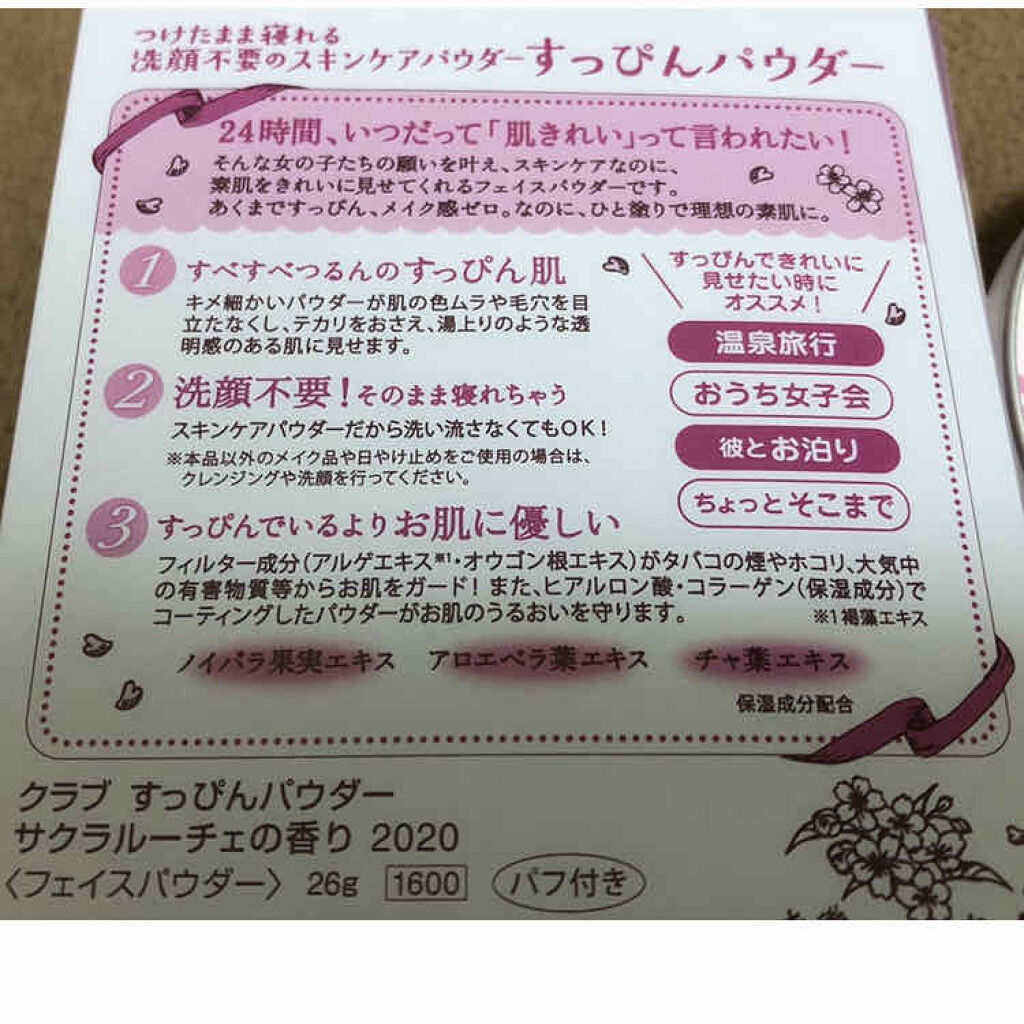 つけたまま寝れる
洗顔不要のスキンケアパウダーすっぴんパウダー
24時間、いつだって「肌きれい」って言われたい!
そんな女の子たちの願いを叶え、スキンケアなのに、
素肌をきれいに見せてくれるフェイスパウダーです。
あくまですっぴん、メイク感ゼロ。なのに、ひと塗りで理想の素肌に。
1 すべすべつるんのすっぴん肌
キメ細かいパウダーが肌の色ムラや毛穴を目
立たなくし、テカリをおさえ、湯上りのような透
明感のある肌に見せます。
2 洗顔不要!そのまま寝れちゃう
スキンケアパウダーだから洗い流さなくてもOK!
※本品以外のメイク品や日やけ止めをご使用の場合は、
クレンジングや洗顔を行ってください。
すっぴんできれいに
見せたい時に
オススメ!
温泉旅行
おうち女子会
彼とお泊り
ちょっとそこまで
3 すっぴんでいるよりお肌に優しい
フィルター成分(アルゲエキス※1・オウゴン根エキス)がタバコの煙やホコリ、大気中
の有害物質等からお肌をガード!また、ヒアルロン酸・コラーゲン(保湿成分)で
コーティングしたパウダーがお肌のうるおいを守ります。
※1褐藻エキス
ノイバラ果実エキス アロエベラ葉エキス チャ葉エキス
保湿成分配合
クラブ すっぴんパウダー
サクラルーチェの香り 2020
〈フェイスパウダー〉 26g 1600 パフ付き